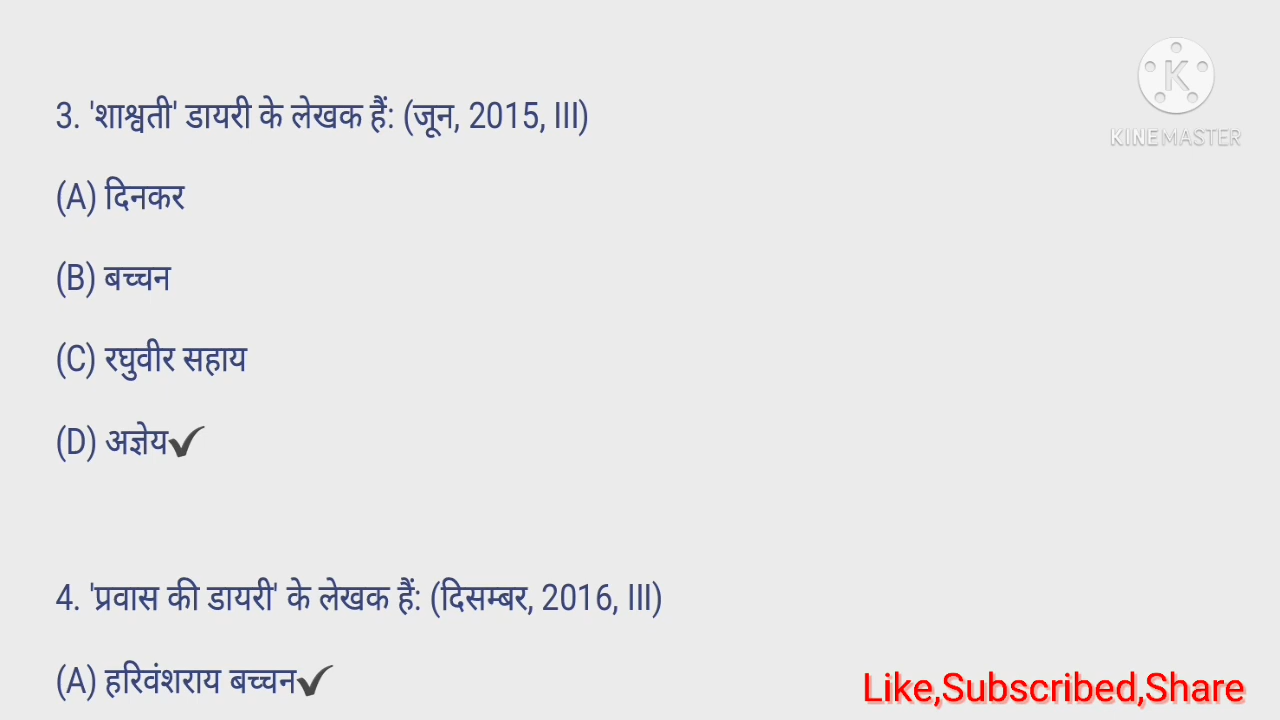 3. 'शाश्वती' डायरी के लेखक हैं: (जून, 2015, III)
KINEMASTER
(A) दिनकर
(B) बच्चन
(C) रघुवीर सहाय
(D) अज्ञेय✔
4. 'प्रवास की डायरी' के लेखक हैं: (दिसम्बर, 2016, III)
(A) हरिवंशराय बच्चन✔
Like,Subscribed,Share